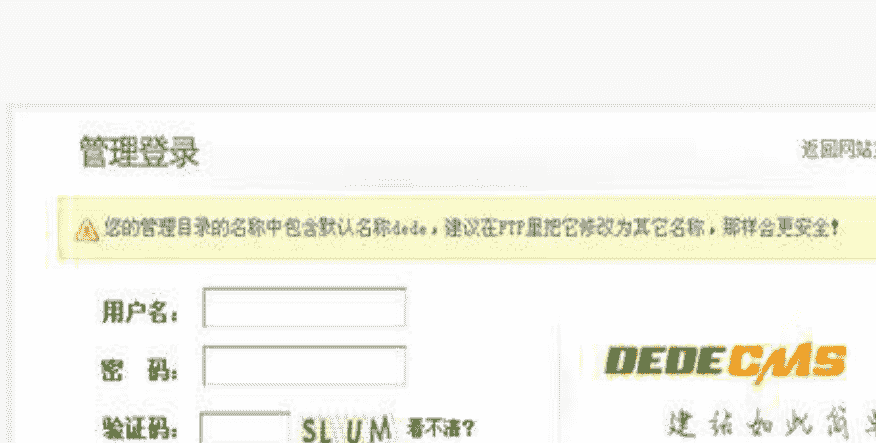 管理登录
返回网站
您的管理目录的名称中包含默认名称dede，建议在FTP里把它修改为其它名称，那样会更安全！
用户名：
密 码：
验证码： SLUM 看不清？
DEDECMS
建站如此简单